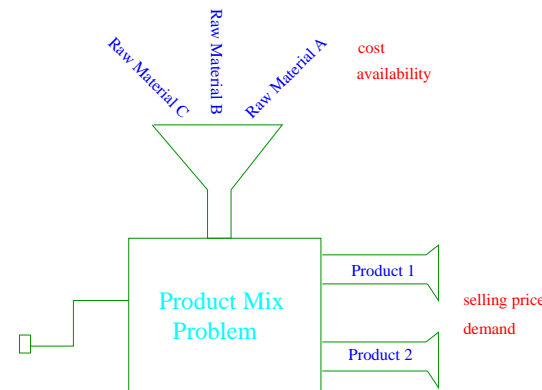 Raw Material C
Raw Material B
Raw Material A
cost
availability
Product Mix
Problem
Product 1
Product 2
selling price
demand